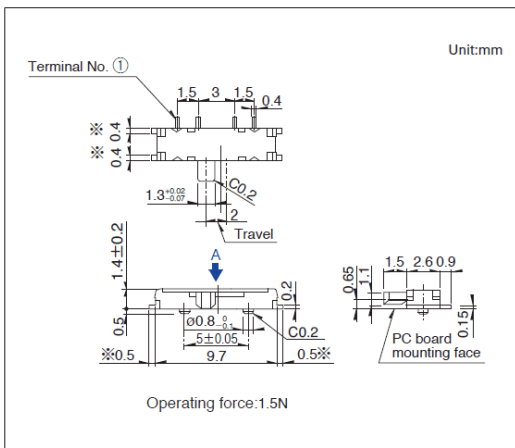 Unit:mm
Terminal No. ①
1.5 3 1.5
0.4
※ 0.4
※ 0.4
C0.2
1.3 +0.02 -0.07
2
Travel
A
1.4±0.2
0.5
0.2
ø0.8 0 -0.1
C0.2
5±0.05
※0.5 9.7 0.5※
1.5 2.6 0.9
0.65
1.1
0.15
PC board
mounting face
Operating force:1.5N